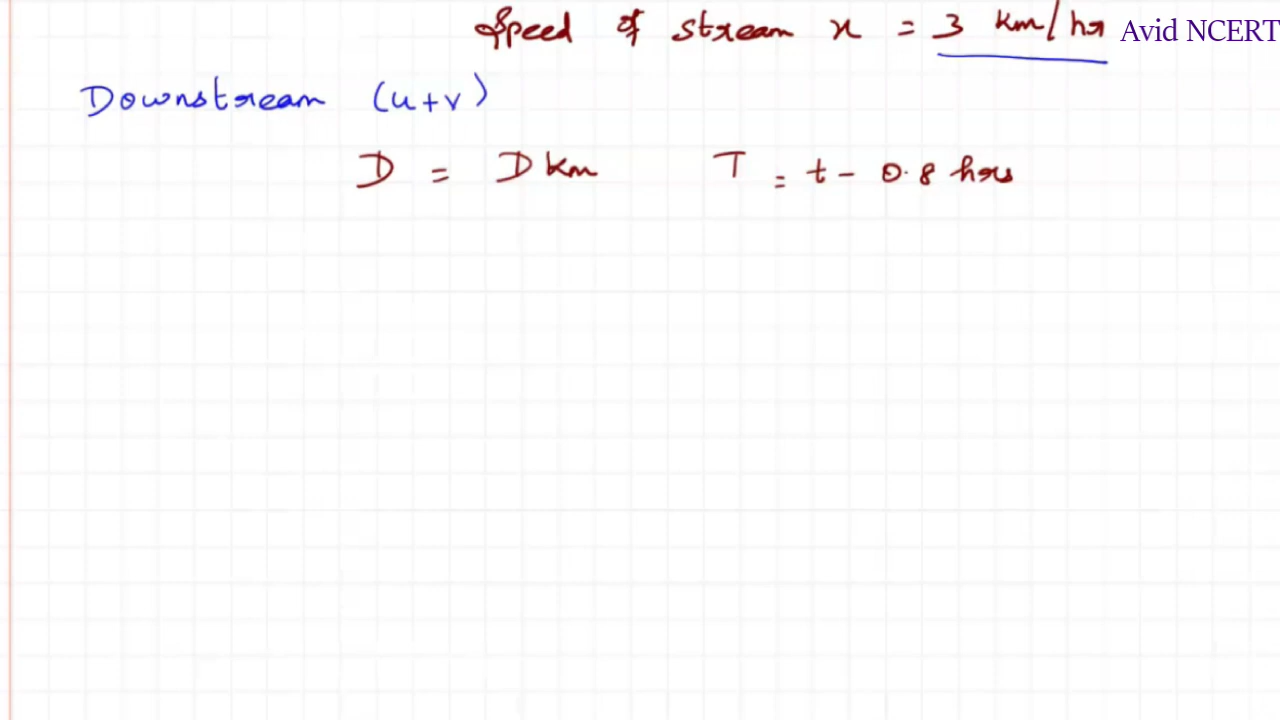 Speed of stream x = 3 km/hr Avid NCERT
Downstream (u+v)
D = D km T = t - 0.8 hrs